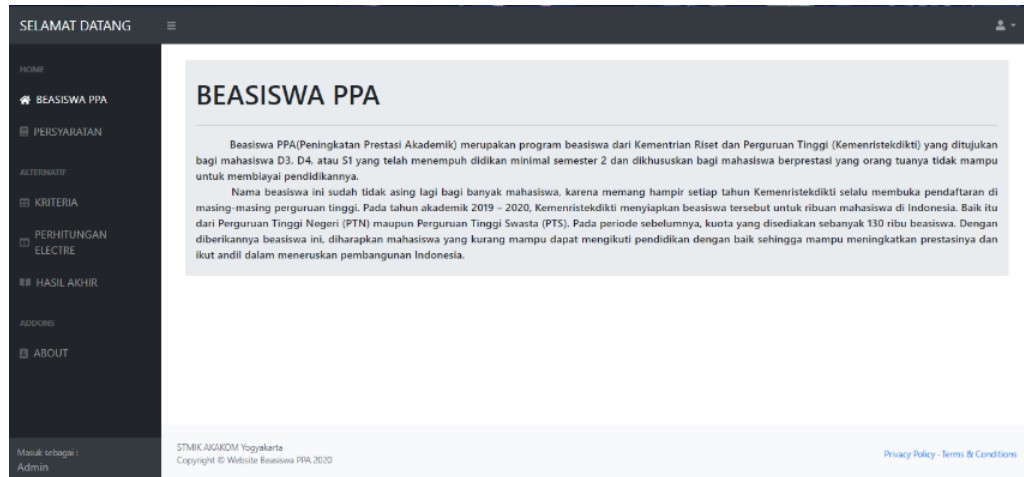 SELAMAT DATANG
HOME
BEASISWA PPA
PERSYARATAN
ALTERNATIF
KRITERIA
PERHITUNGAN
ELECTRE
HASIL AKHIR
ADDONS
ABOUT
Masuk sebagai :
Admin
BEASISWA PPA
Beasiswa PPA(Peningkatan Prestasi Akademik) merupakan program beasiswa dari Kementrian Riset dan Perguruan Tinggi (Kemenristekdikti) yang ditujukan
bagi mahasiswa D3, D4, atau S1 yang telah menempuh didikan minimal semester 2 dan dikhususkan bagi mahasiswa berprestasi yang orang tuanya tidak mampu
untuk membiayai pendidikannya.
Nama beasiswa ini sudah tidak asing lagi bagi banyak mahasiswa, karena memang hampir setiap tahun Kemenristekdikti selalu membuka pendaftaran di
masing-masing perguruan tinggi. Pada tahun akademik 2019 – 2020, Kemenristekdikti menyiapkan beasiswa tersebut untuk ribuan mahasiswa di Indonesia. Baik itu
dari Perguruan Tinggi Negeri (PTN) maupun Perguruan Tinggi Swasta (PTS). Pada periode sebelumnya, kuota yang disediakan sebanyak 130 ribu beasiswa. Dengan
diberikannya beasiswa ini, diharapkan mahasiswa yang kurang mampu dapat mengikuti pendidikan dengan baik sehingga mampu meningkatkan prestasinya dan
ikut andil dalam meneruskan pembangunan Indonesia.
STMIK AKAKOM Yogyakarta
Copyright © Website Beasiswa PPA 2020
Privacy Policy · Terms & Conditions